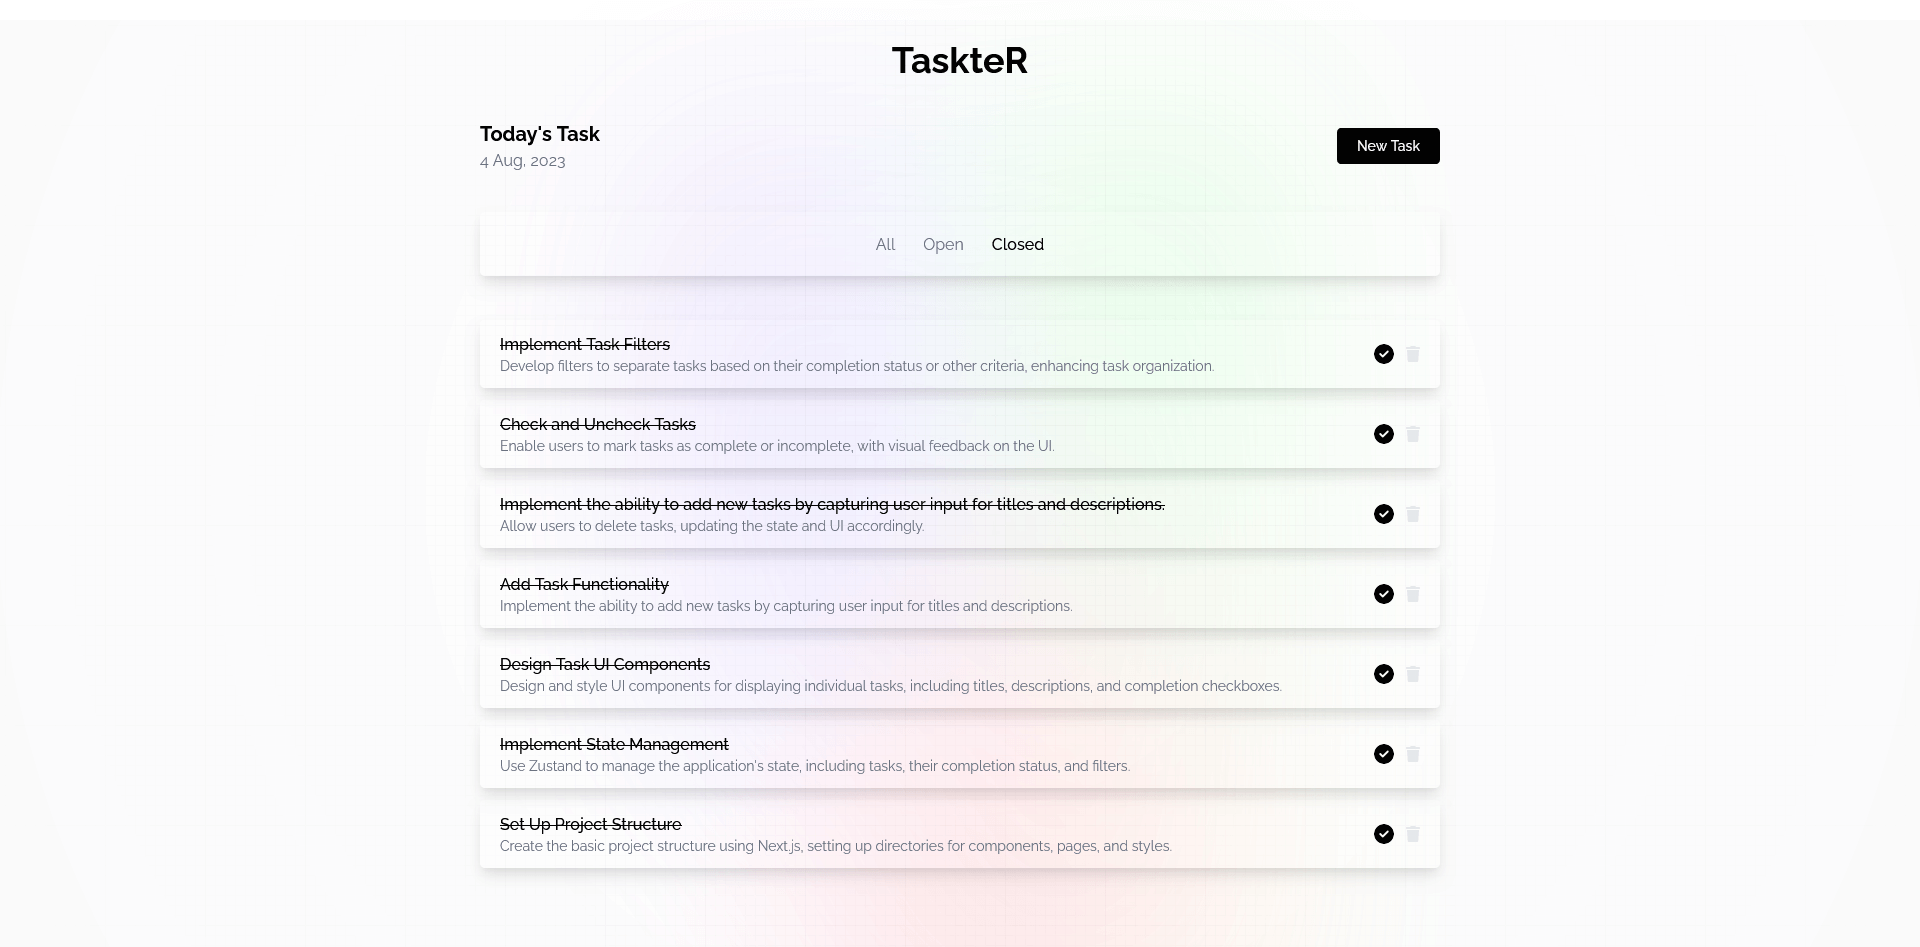 TaskteR
Today's Task
4 Aug, 2023
New Task
All
Open
Closed
Implement Task Filters
Develop filters to separate tasks based on their completion status or other criteria, enhancing task organization.
Check and Uncheck Tasks
Enable users to mark tasks as complete or incomplete, with visual feedback on the UI.
Implement the ability to add new tasks by capturing user input for titles and descriptions.
Allow users to delete tasks, updating the state and UI accordingly.
Add Task Functionality
Implement the ability to add new tasks by capturing user input for titles and descriptions.
Design Task UI Components
Design and style UI components for displaying individual tasks, including titles, descriptions, and completion checkboxes.
Implement State Management
Use Zustand to manage the application's state, including tasks, their completion status, and filters.
Set Up Project Structure
Create the basic project structure using Next.js, setting up directories for components, pages, and styles.